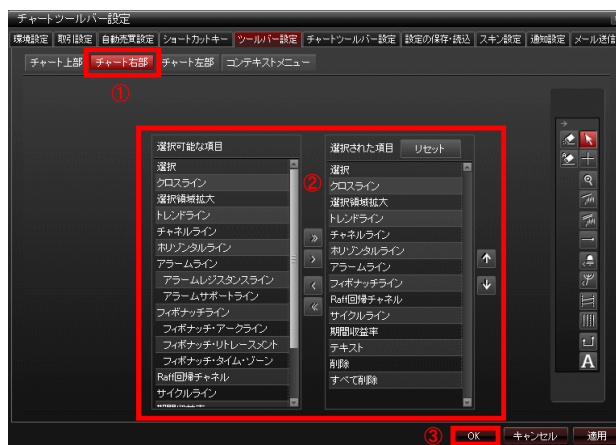 チャートツールバー設定
環境設定 取引設定 自動売買設定 ショートカットキー ツールバー設定 チャートツールバー設定 設定の保存・読込 スキン設定 通知設定 メール送信
チャート上部 チャート右部 チャート左部 コンテキストメニュー
①
選択可能な項目
選択
クロスライン
選択領域拡大
トレンドライン
チャネルライン
ホリゾンタルライン
アラームライン
アラームレジスタンスライン
アラームサポートライン
フィボナッチライン
フィボナッチ・アークライン
フィボナッチ・リトレースメント
フィボナッチ・タイム・ゾーン
Raff回帰チャネル
サイクルライン
②
選択された項目 リセット
選択
クロスライン
選択領域拡大
トレンドライン
チャネルライン
ホリゾンタルライン
アラームライン
フィボナッチライン
Raff回帰チャネル
サイクルライン
期間収益率
テキスト
削除
すべて削除
A
③ OK キャンセル 適用